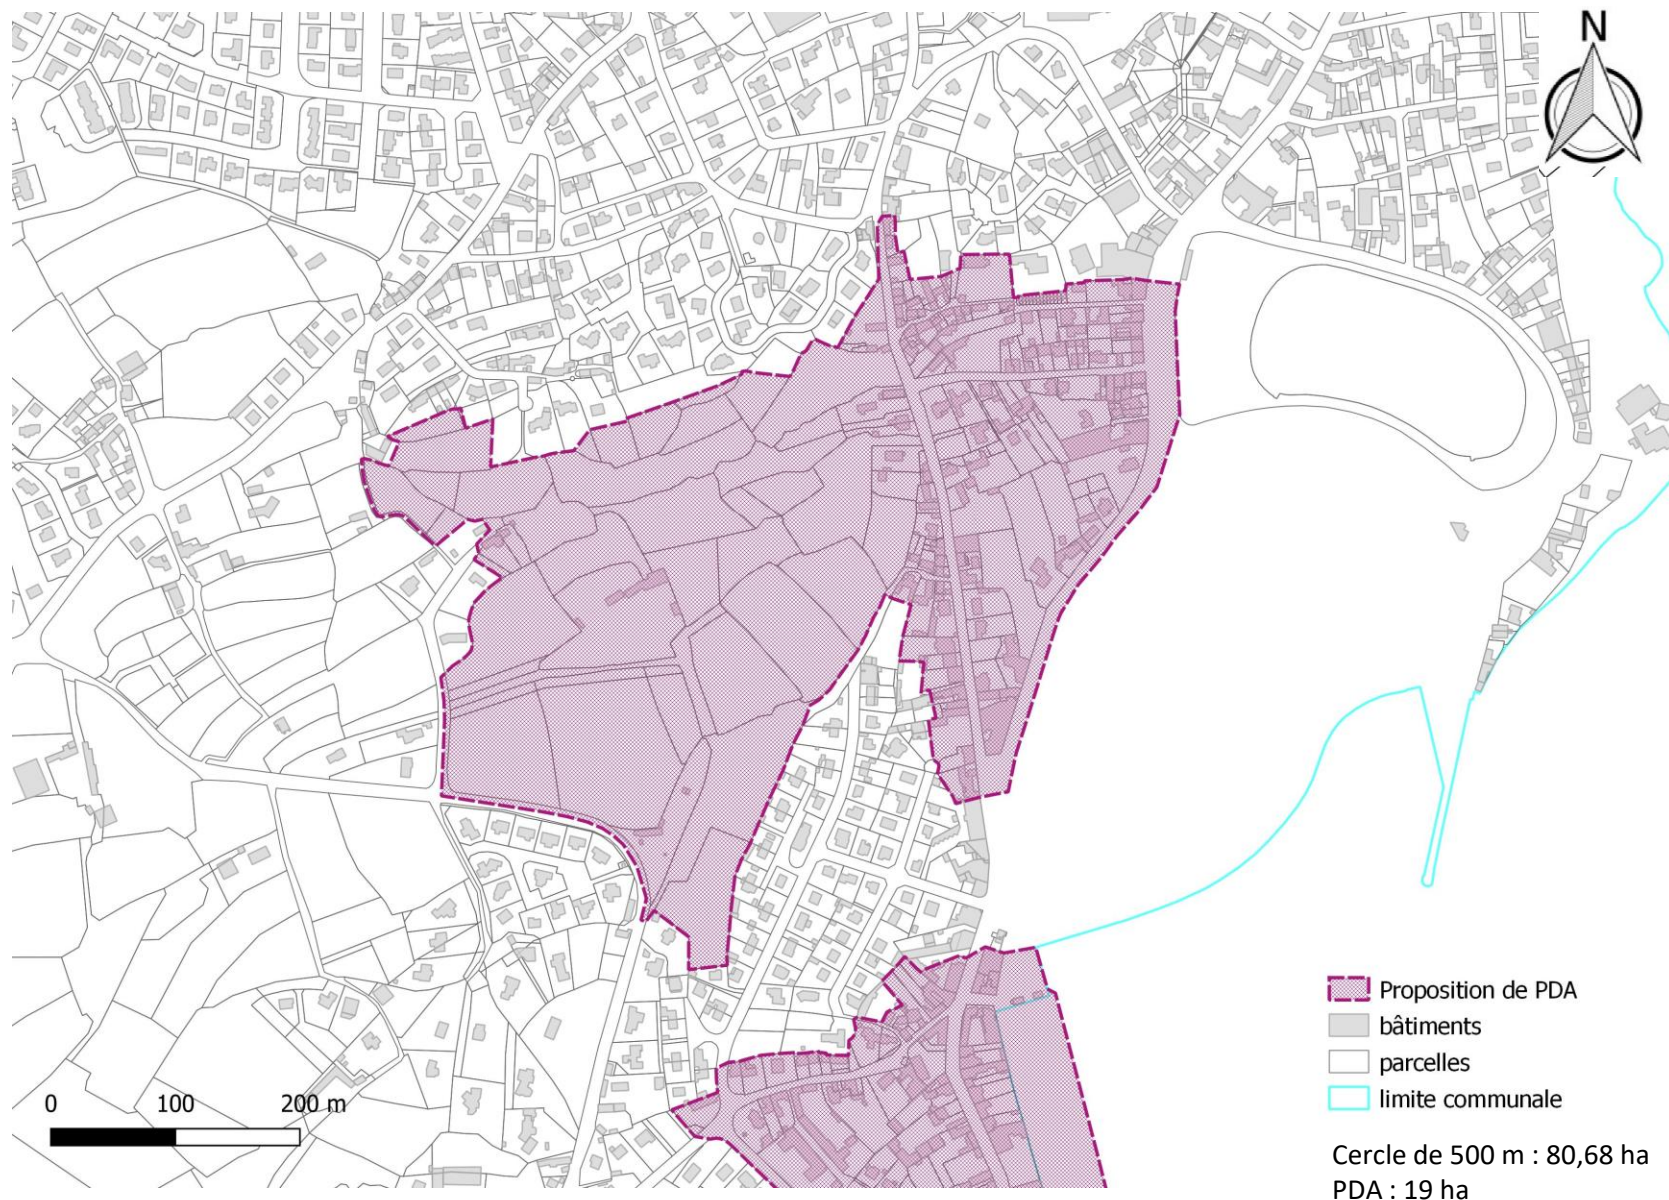 N
Proposition de PDA
bâtiments
parcelles
limite communale
0 100 200 m
Cercle de 500 m : 80,68 ha
PDA : 19 ha